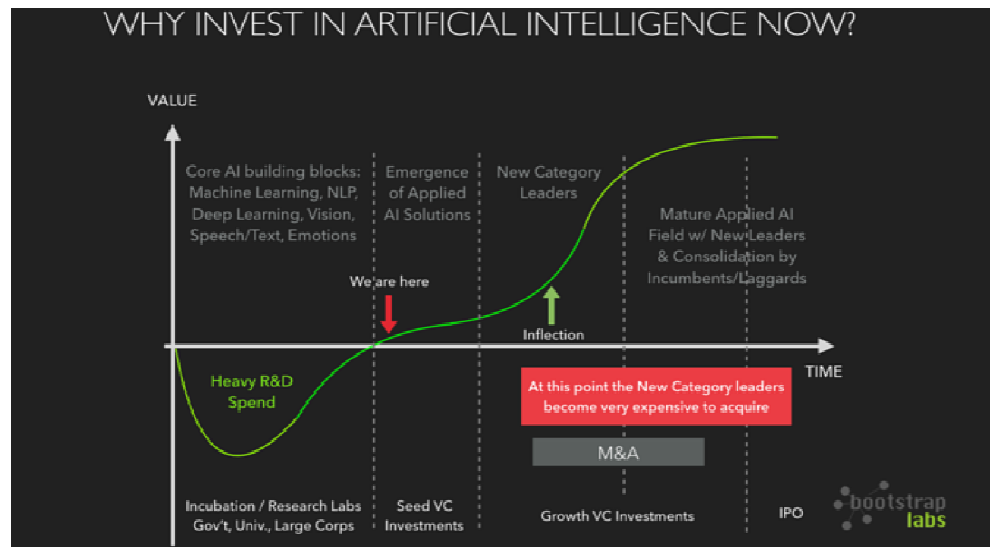 WHY INVEST IN ARTIFICIAL INTELLIGENCE NOW?
VALUE
Core AI building blocks:
Machine Learning, NLP,
Deep Learning, Vision,
Speech/Text, Emotions
Emergence
of Applied
AI Solutions
New Category
Leaders
Mature Applied AI
Field w/ New Leaders
& Consolidation by
Incumbents/Laggards
We are here
Inflection
TIME
Heavy R&D
Spend
At this point the New Category leaders
become very expensive to acquire
M&A
Incubation / Research Labs
Gov't, Univ., Large Corps
Seed VC
Investments
Growth VC Investments
IPO
bootstrap
labs